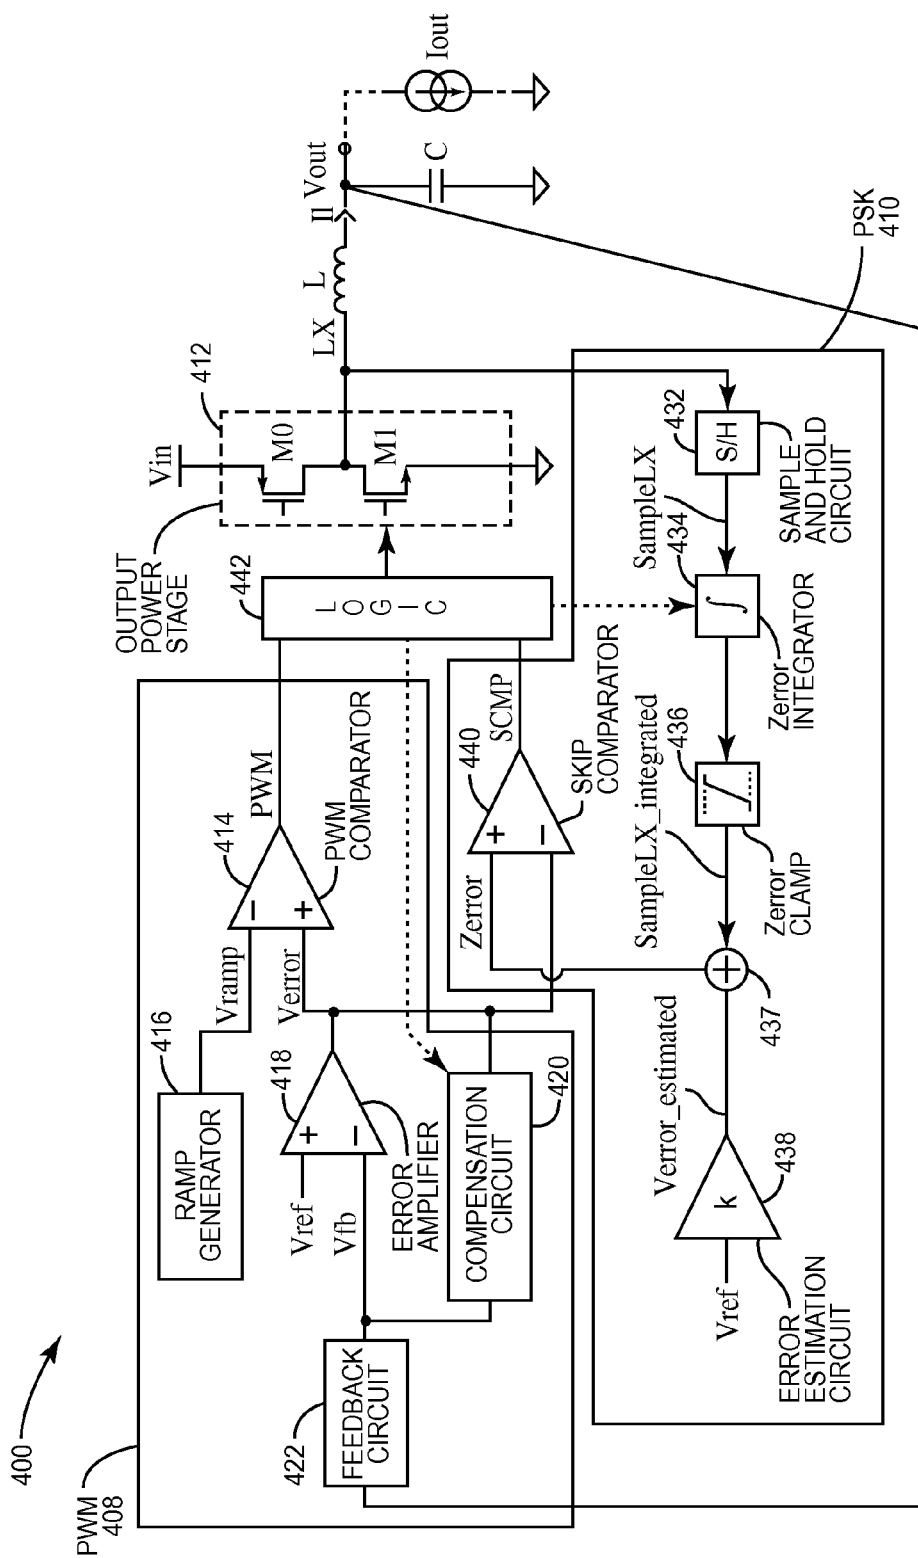 400
PWM
408
FEEDBACK
CIRCUIT
422
RAMP
GENERATOR
416
Vref
Vfb
+
−
418
ERROR
AMPLIFIER
COMPENSATION
CIRCUIT
420
Vramp
Verror
−
+
414
PWM
COMPARATOR
PWM
LOGIC
442
OUTPUT
POWER
STAGE
412
Vin
M0
M1
LX
L
Il
Vout
C
Iout
PSK
410
Zerror
+
−
440
SCMP
SKIP
COMPARATOR
Vref
k
438
ERROR
ESTIMATION
CIRCUIT
Verror_estimated
+
437
SampleLX_integrated
436
Zerror
CLAMP
∫
434
Zerror
INTEGRATOR
SampleLX
S/H
432
SAMPLE
AND HOLD
CIRCUIT